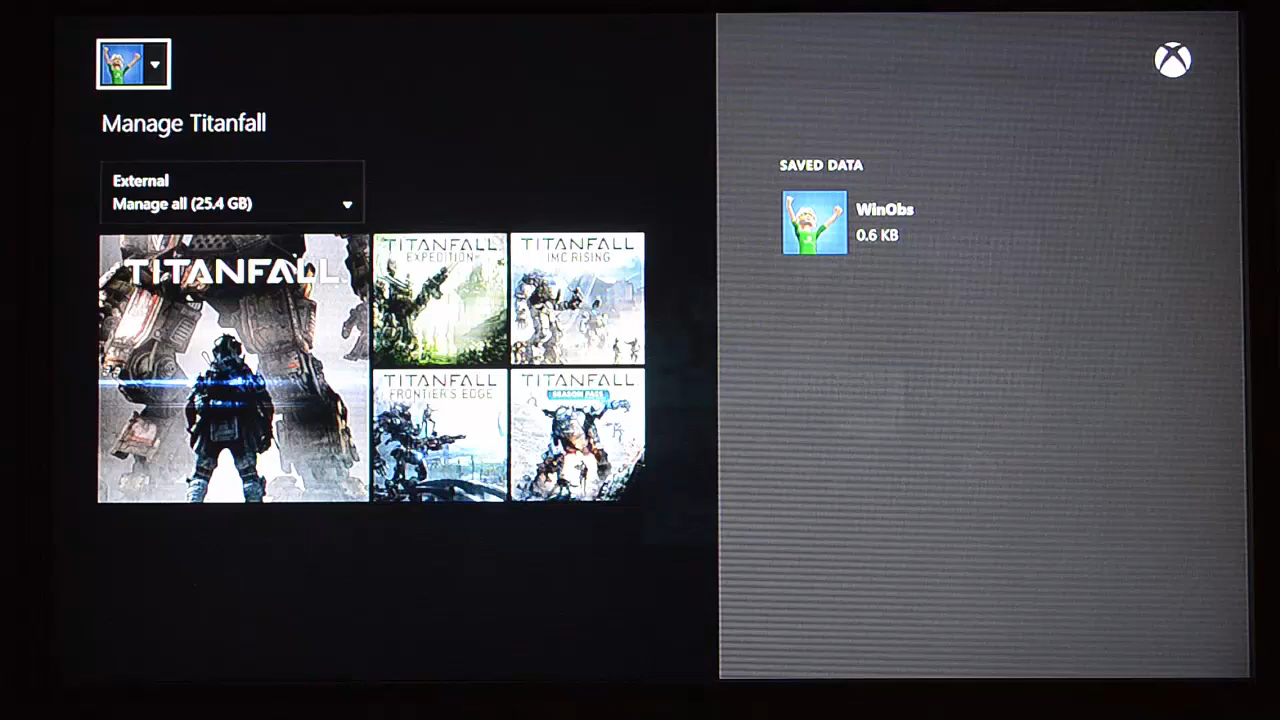 Manage Titanfall
External
Manage all (25.4 GB)
TITANFALL
TITANFALL
EXPEDITION
TITANFALL
IMC RISING
TITANFALL
FRONTIER'S EDGE
TITANFALL
SEASON PASS
SAVED DATA
WinObs
0.6 KB